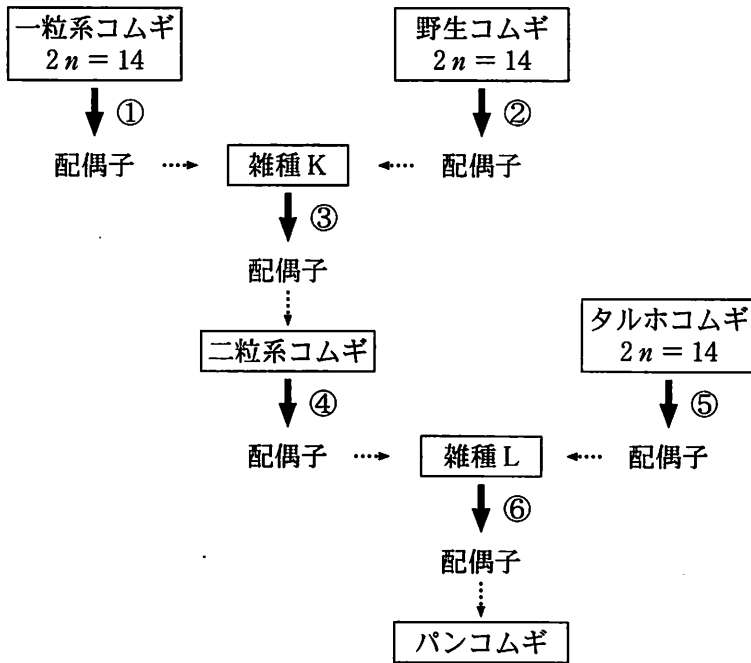 一粒系コムギ
2n = 14
野生コムギ
2n = 14
①
②
配偶子
雑種K
配偶子
③
配偶子
二粒系コムギ
タルホコムギ
2n = 14
④
⑤
配偶子
雑種L
配偶子
⑥
配偶子
パンコムギ